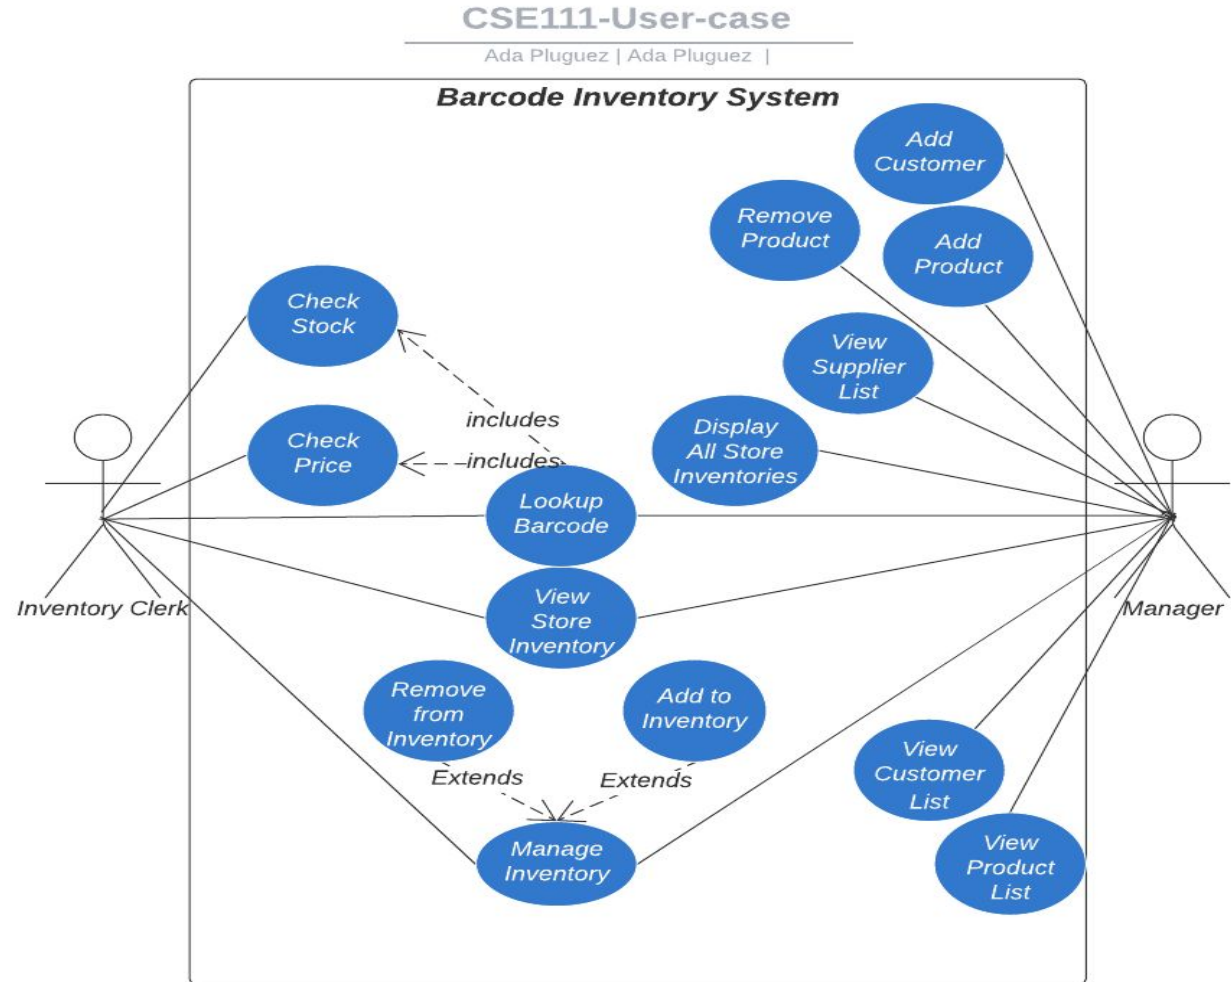 CSE111-User-case
Ada Pluguez | Ada Pluguez |
Barcode Inventory System
Add
Customer
Remove
Product
Add
Product
Check
Stock
View
Supplier
List
includes
Display
All Store
Inventories
Check
Price
includes
Lookup
Barcode
Inventory Clerk
Manager
View
Store
Inventory
Remove
from
Inventory
Add to
Inventory
Extends
Extends
View
Customer
List
Manage
Inventory
View
Product
List